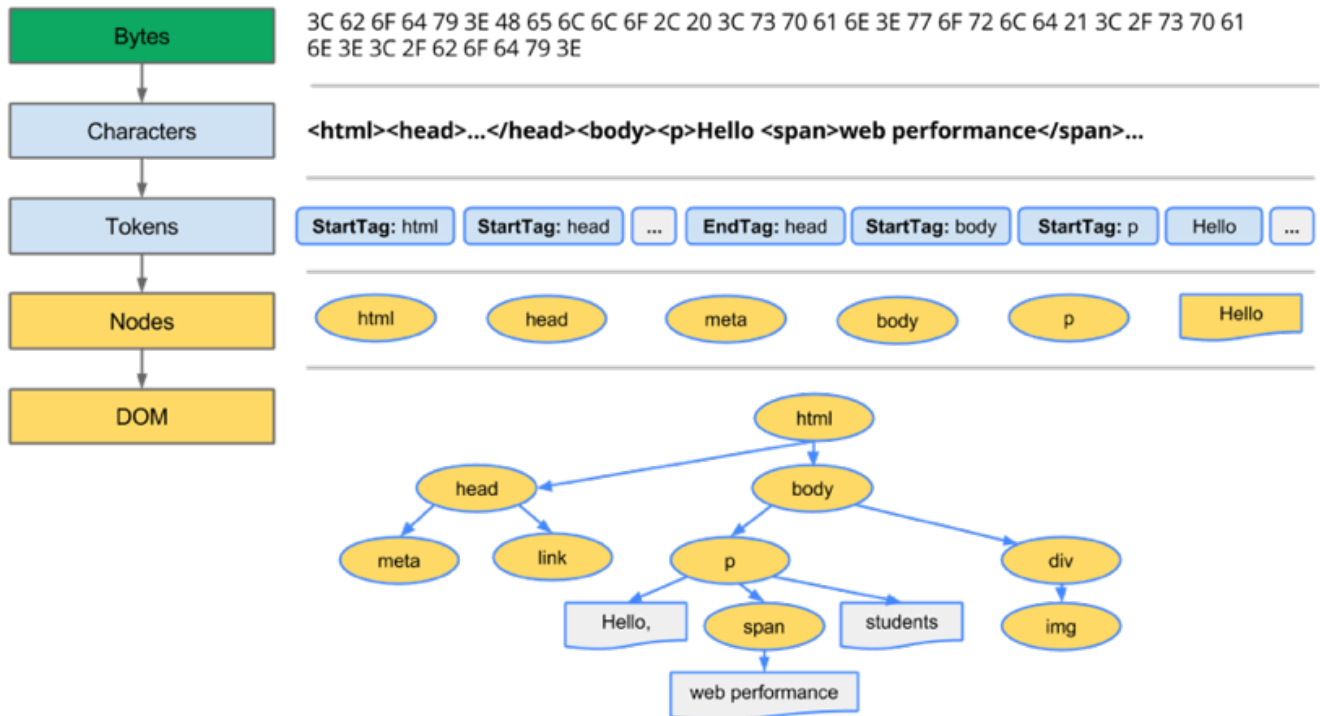 Bytes
3C 62 6F 64 79 3E 48 65 6C 6C 6F 2C 20 3C 73 70 61 6E 3E 77 6F 72 6C 64 21 3C 2F 73 70 61
6E 3E 3C 2F 62 6F 64 79 3E
Characters
<html><head>...</head><body><p>Hello <span>web performance</span>...
Tokens
StartTag: html
StartTag: head
...
EndTag: head
StartTag: body
StartTag: p
Hello
...
Nodes
html
head
meta
body
p
Hello
DOM
html
head
body
meta
link
p
div
Hello,
span
students
img
web performance